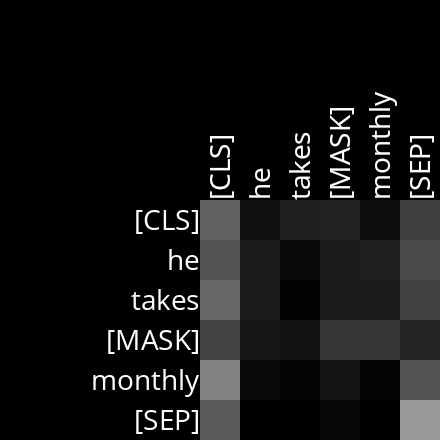 [CLS]
he
takes
[MASK]
monthly
[SEP]
[CLS]
he
takes
[MASK]
monthly
[SEP]